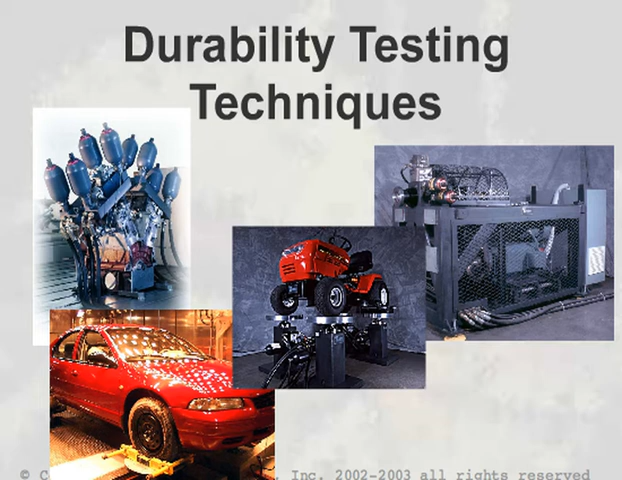 Durability Testing
Techniques
© C , Inc. 2002-2003 all rights reserved